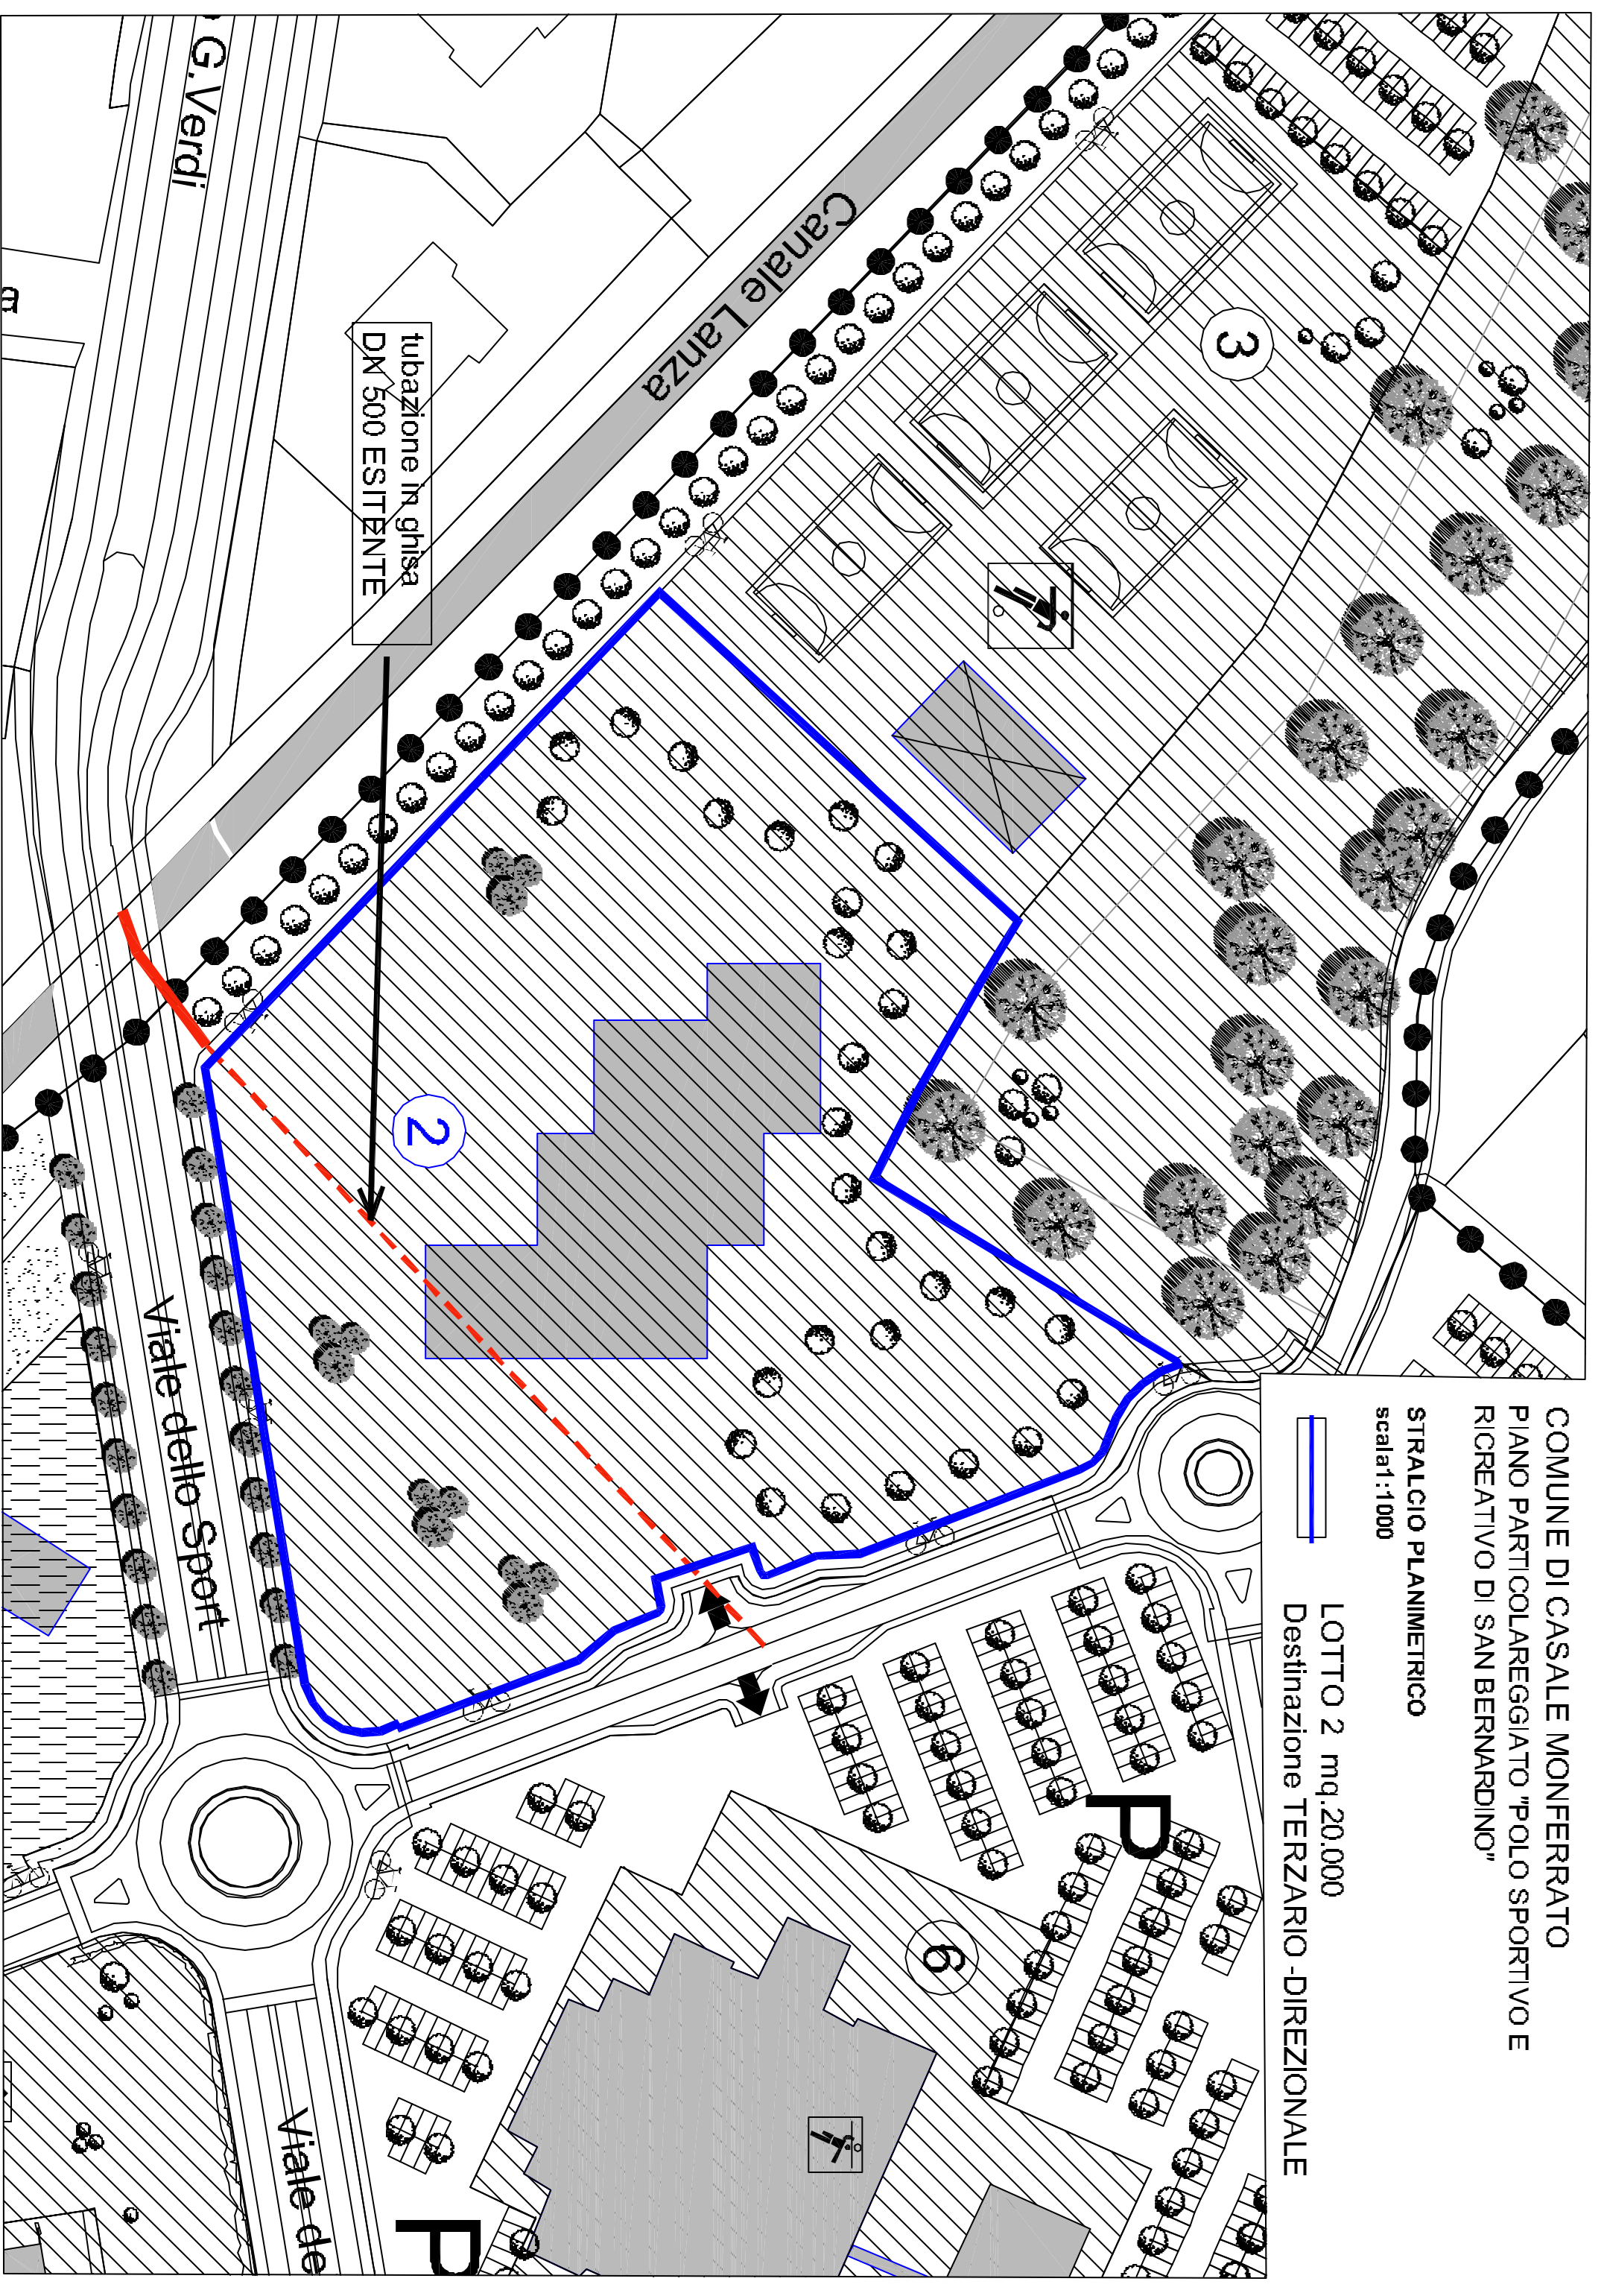 COMUNE DI CASALE MONFERRATO
PIANO PARTICOLAREGGIATO "POLO SPORTIVO E
RICREATIVO DI SAN BERNARDINO"
STRALCIO PLANIMETRICO
scala1:1000
LOTTO 2 mq.20.000
Destinazione TERZARIO -DIREZIONALE
G.Verdi
a
Canale Lanza
tubazione in ghisa
DN 500 ESITENTE
3
2
6
Viale dello Sport
Viale de
P
P